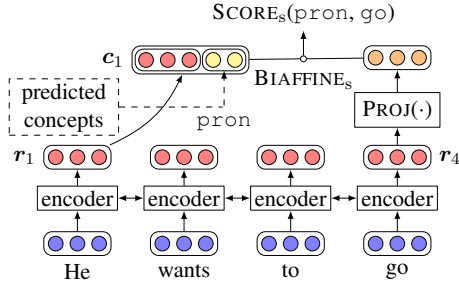 SCOREₛ(pron, go)
c₁
BIAFFINEₛ
predicted
concepts
pron
PROJ(·)
r₁
r₄
encoder encoder encoder encoder
He wants to go